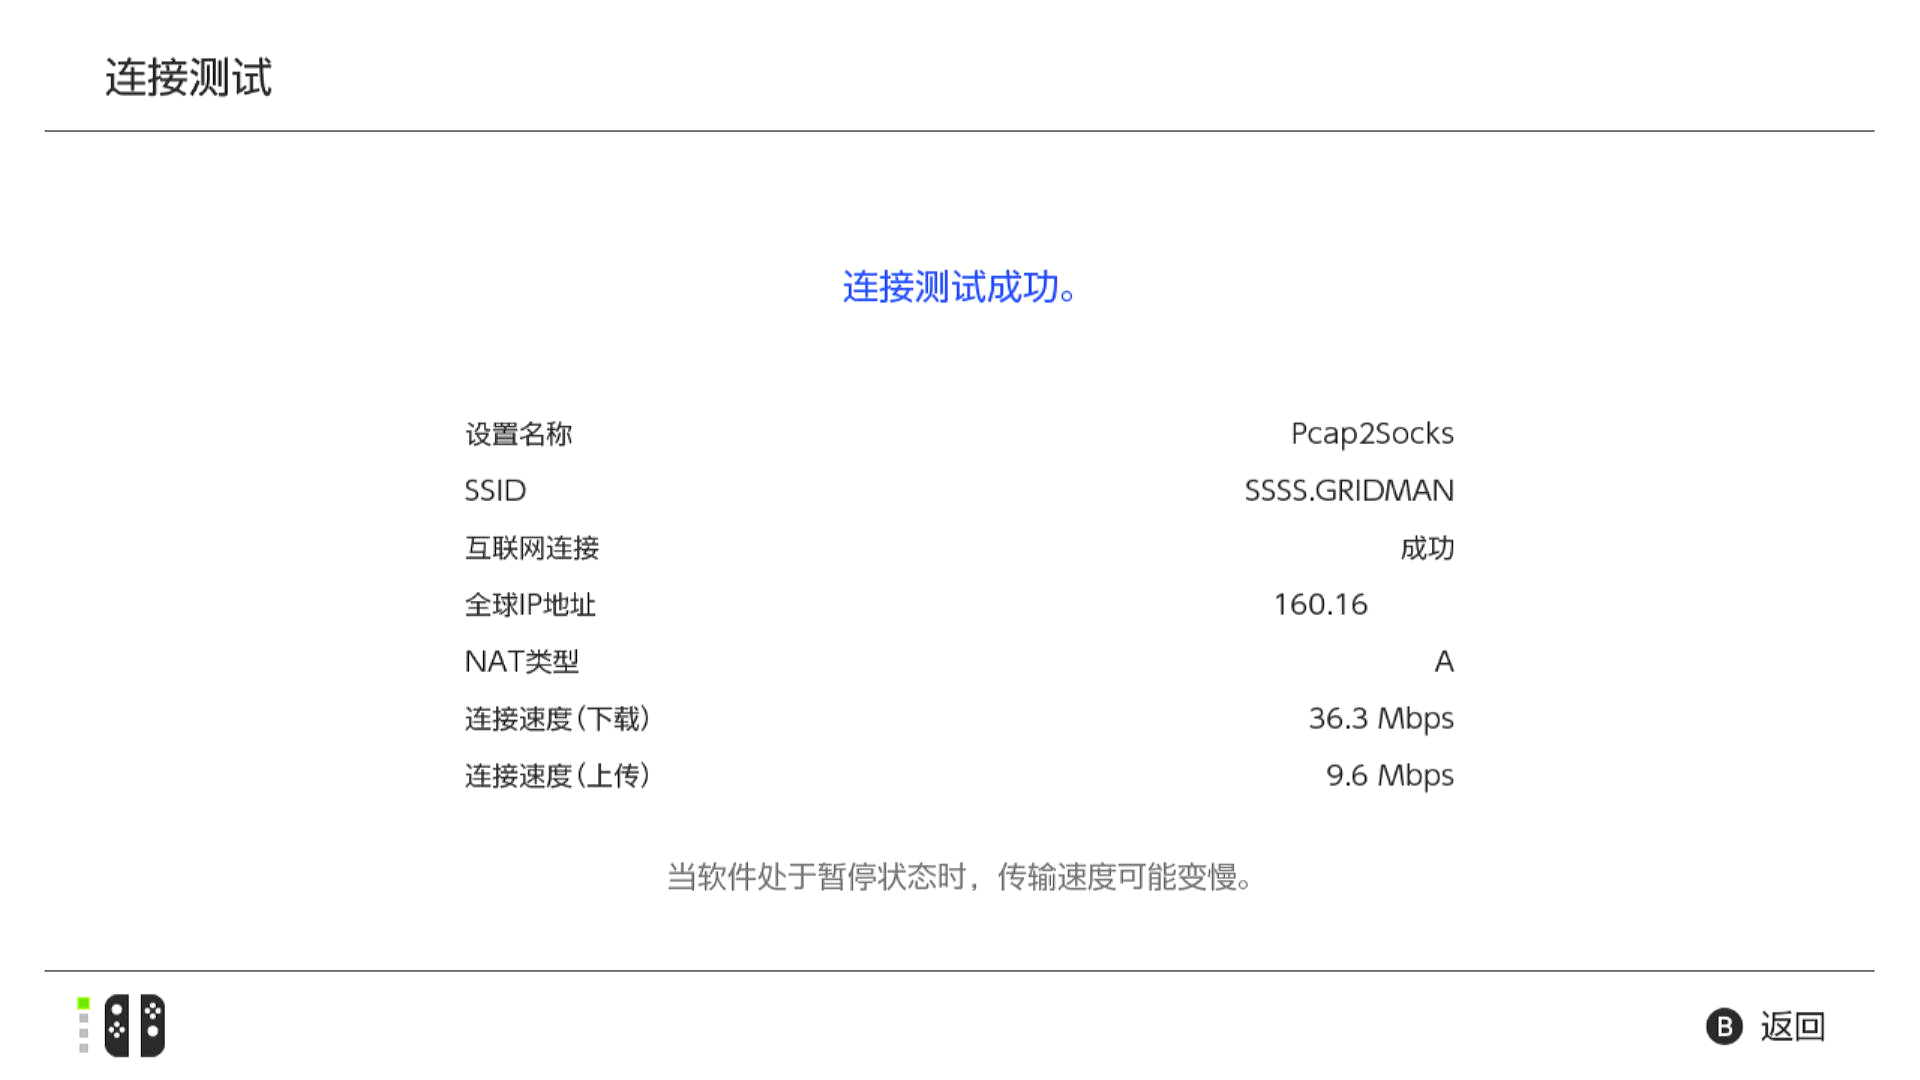 连接测试
连接测试成功。
设置名称 Pcap2Socks
SSID SSSS.GRIDMAN
互联网连接 成功
全球IP地址 160.16
NAT类型 A
连接速度(下载) 36.3 Mbps
连接速度(上传) 9.6 Mbps
当软件处于暂停状态时，传输速度可能变慢。
B 返回